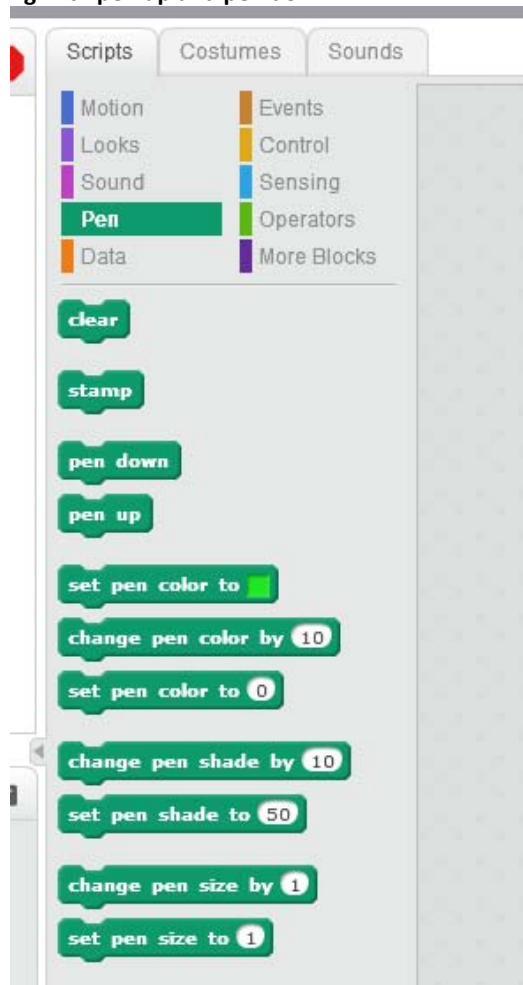 Scripts Costumes Sounds
Motion Events
Looks Control
Sound Sensing
Pen Operators
Data More Blocks
clear
stamp
pen down
pen up
set pen color to
change pen color by 10
set pen color to 0
change pen shade by 10
set pen shade to 50
change pen size by 1
set pen size to 1